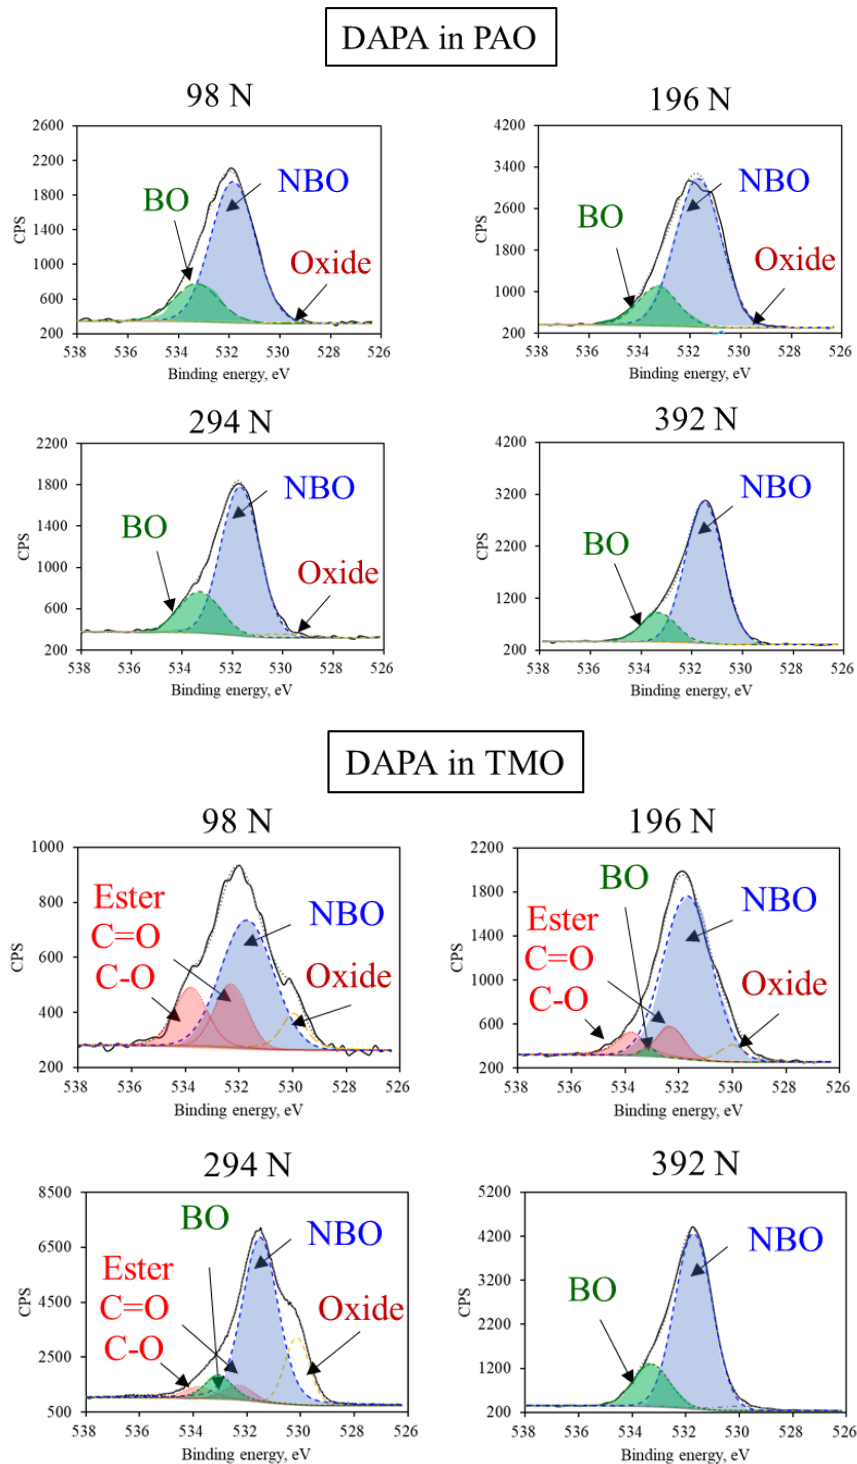 DAPA in PAO
98 N
2600
2200
1800
1400
1000
600
200
CPS
BO
NBO
Oxide
538 536 534 532 530 528 526
Binding energy, eV
196 N
4200
3400
2600
1800
1000
200
CPS
BO
NBO
Oxide
538 536 534 532 530 528 526
Binding energy, eV
294 N
2200
1800
1400
1000
600
200
CPS
BO
NBO
Oxide
538 536 534 532 530 528 526
Binding energy, eV
392 N
4200
3200
2200
1200
200
CPS
BO
NBO
538 536 534 532 530 528 526
Binding energy, eV
DAPA in TMO
98 N
1000
800
600
400
200
CPS
Ester
C=O
C-O
NBO
Oxide
538 536 534 532 530 528 526
Binding energy, eV
196 N
2200
1800
1400
1000
600
200
CPS
BO
Ester
C=O
C-O
NBO
Oxide
538 536 534 532 530 528 526
Binding energy, eV
294 N
8500
6500
4500
2500
500
CPS
BO
Ester
C=O
C-O
NBO
Oxide
538 536 534 532 530 528 526
Binding energy, eV
392 N
5200
4200
3200
2200
1200
200
CPS
BO
NBO
538 536 534 532 530 528 526
Binding energy, eV